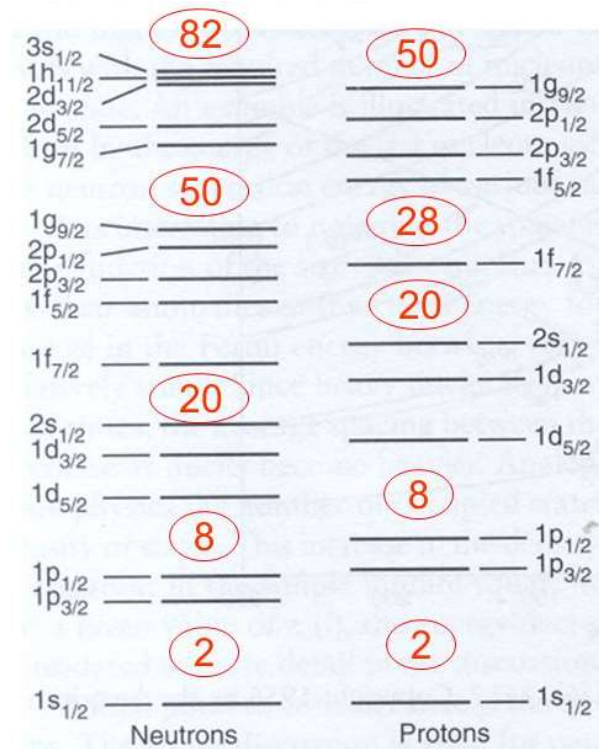 82
3s1/2
1h11/2
2d3/2
2d5/2
1g7/2
50
1g9/2
2p1/2
2p3/2
1f5/2
1f7/2
20
2s1/2
1d3/2
1d5/2
8
1p1/2
1p3/2
2
1s1/2
Neutrons
50
1g9/2
2p1/2
2p3/2
1f5/2
28
1f7/2
20
2s1/2
1d3/2
1d5/2
8
1p1/2
1p3/2
2
1s1/2
Protons